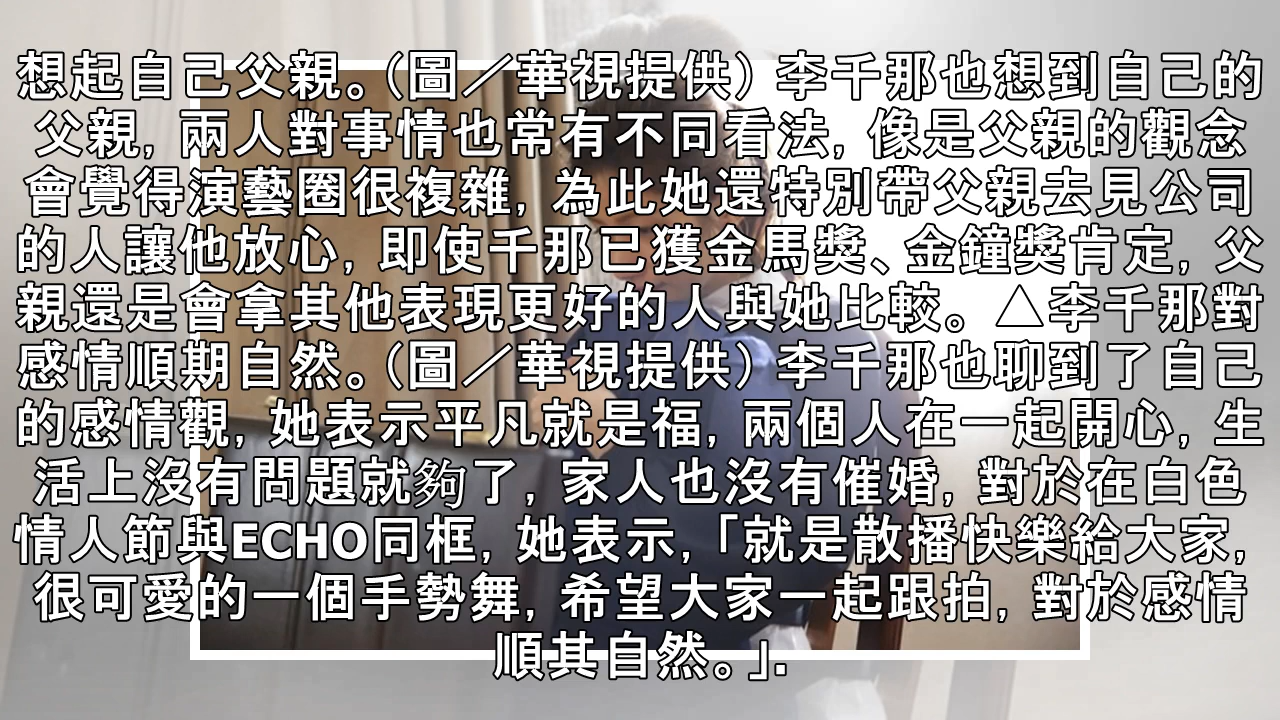 想起自己父親。（圖／華視提供）李千那也想到自己的
父親, 兩人對事情也常有不同看法, 像是父親的觀念
會覺得演藝圈很複雜, 為此她還特別帶父親去見公司
的人讓他放心, 即使千那已獲金馬獎、金鐘獎肯定, 父
親還是會拿其他表現更好的人與她比較。△李千那對
感情順期自然。（圖／華視提供）李千那也聊到了自己
的感情觀, 她表示平凡就是福, 兩個人在一起開心, 生
活上沒有問題就夠了, 家人也沒有催婚, 對於在白色
情人節與ECHO同框, 她表示,「就是散播快樂給大家,
很可愛的一個手勢舞, 希望大家一起跟拍, 對於感情
順其自然。」.